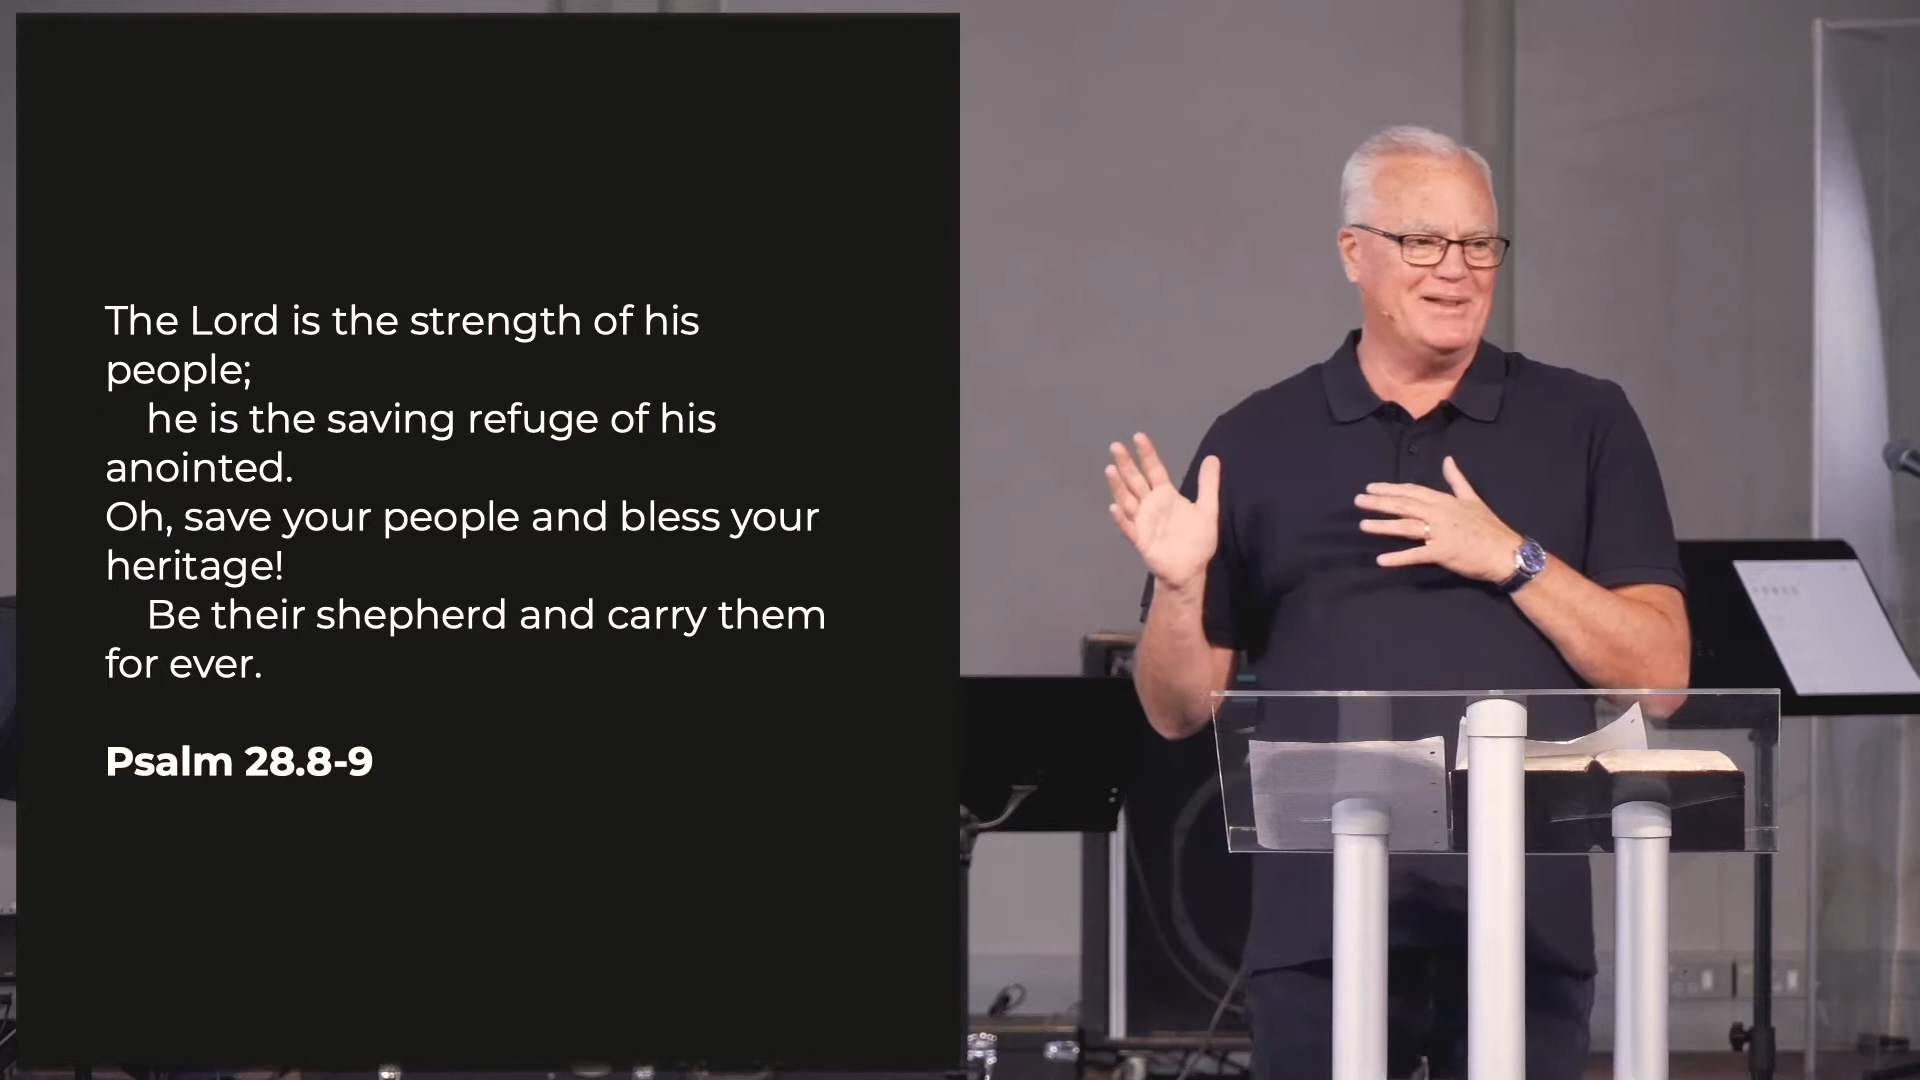 The Lord is the strength of his
people;
he is the saving refuge of his
anointed.
Oh, save your people and bless your
heritage!
Be their shepherd and carry them
for ever.
Psalm 28.8-9